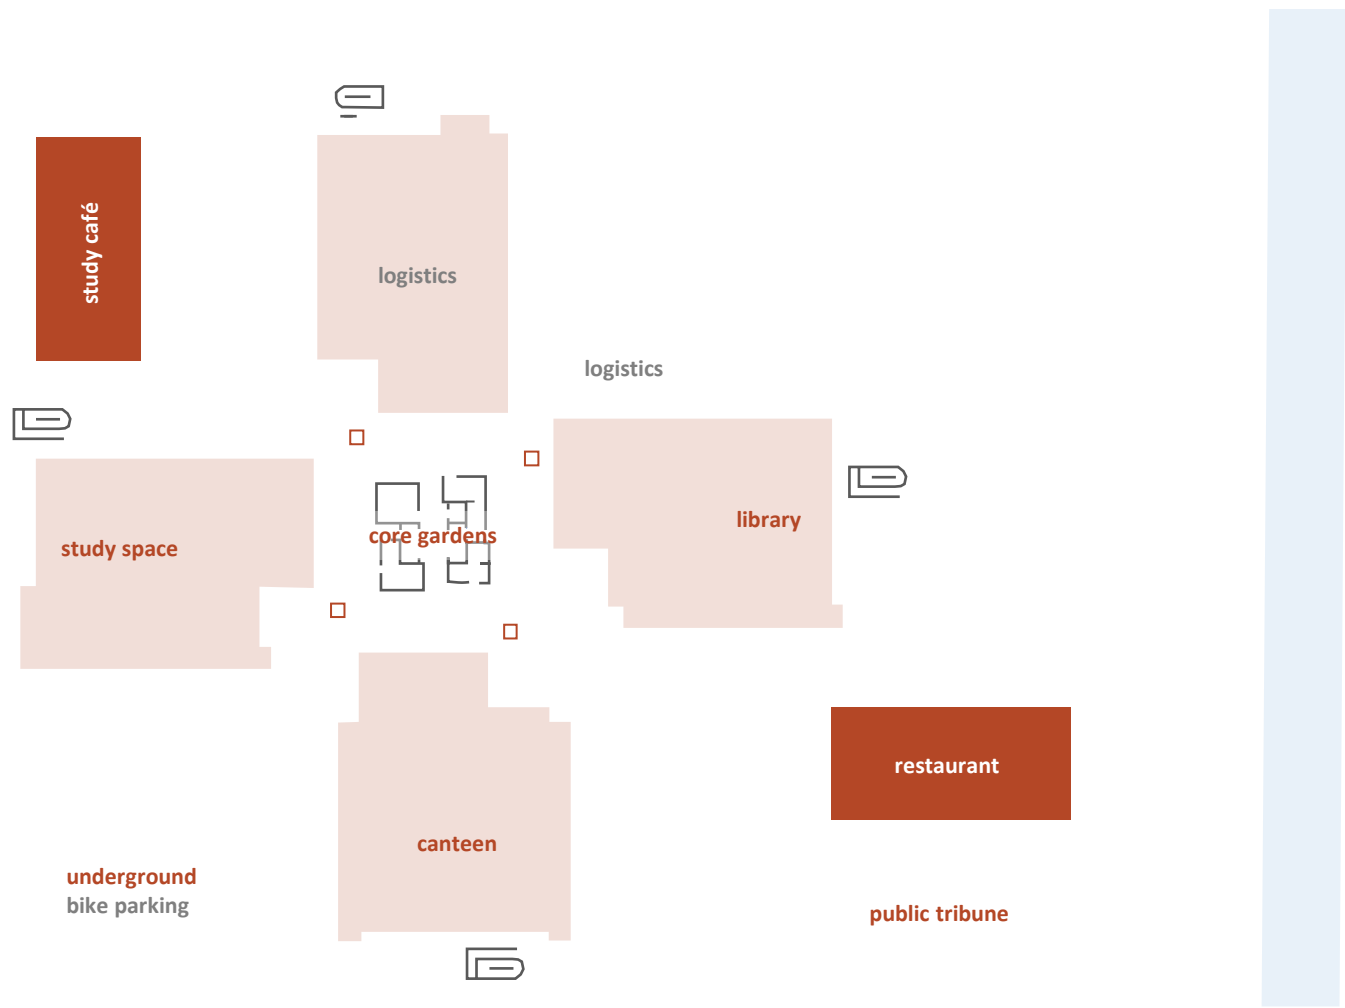 study café
logistics
logistics
library
core gardens
study space
restaurant
canteen
underground
bike parking
public tribune